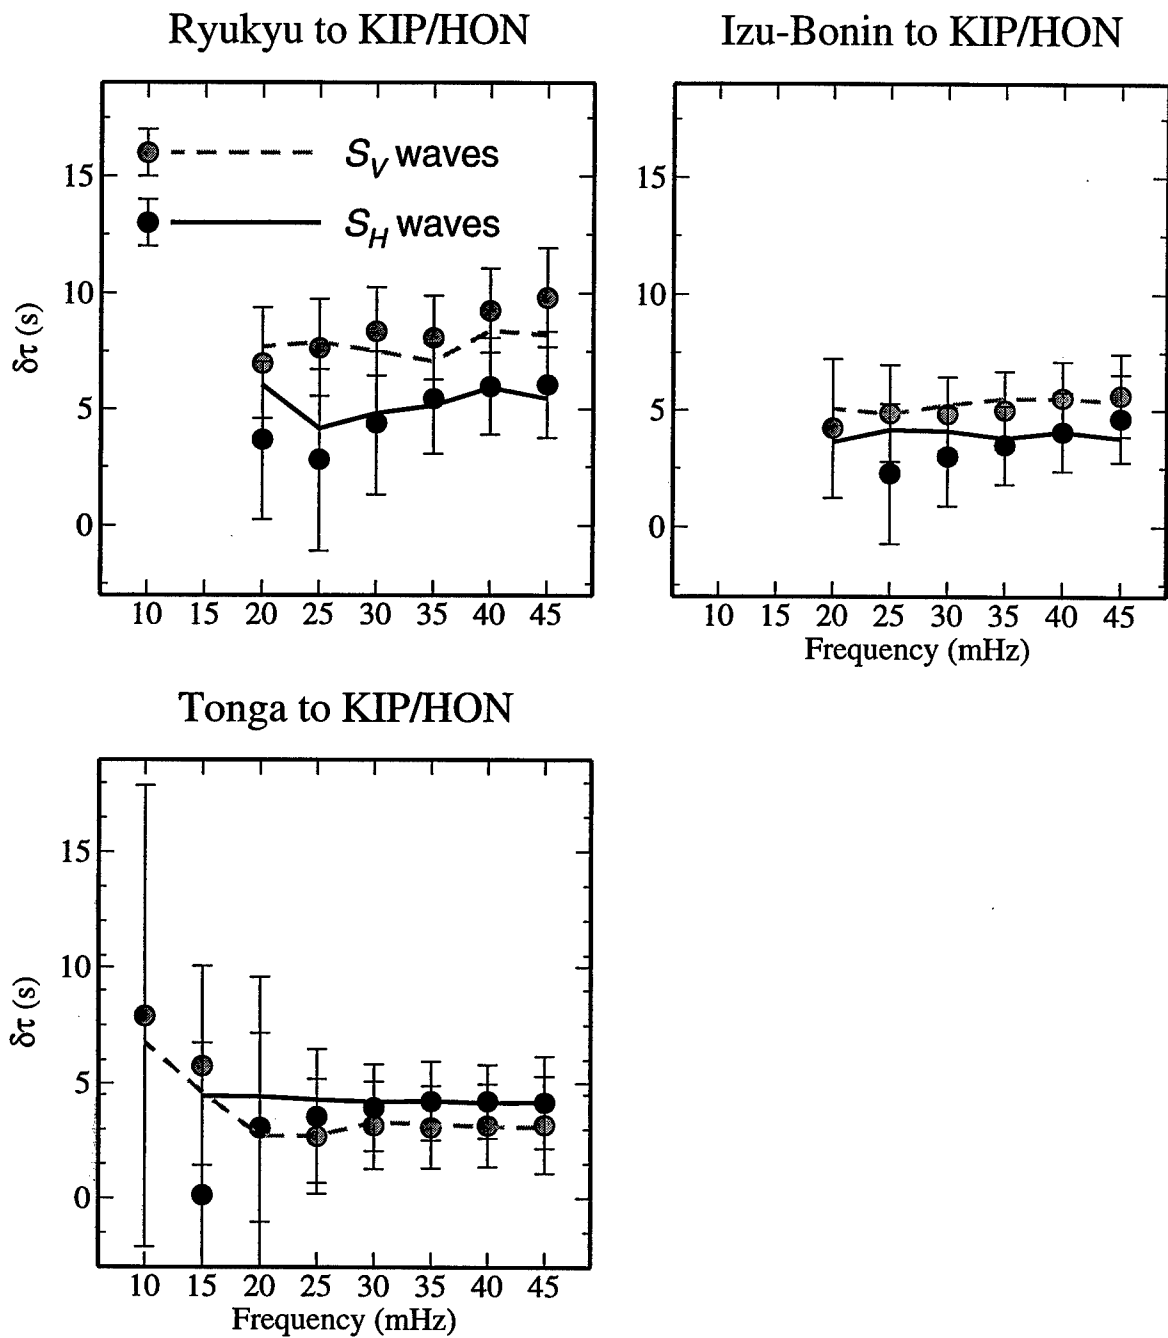 Ryukyu to KIP/HON
Izu-Bonin to KIP/HON
S_V waves
S_H waves
δτ (s)
15
10
5
0
10 15 20 25 30 35 40 45
15
10
5
0
10 15 20 25 30 35 40 45
Frequency (mHz)
Tonga to KIP/HON
δτ (s)
15
10
5
0
10 15 20 25 30 35 40 45
Frequency (mHz)